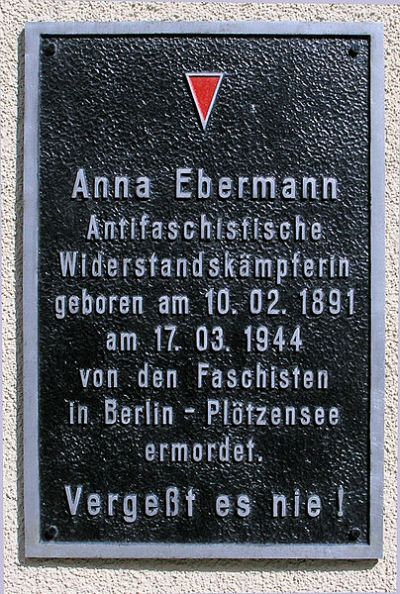 Anna Ebermann
Antifaschistische
Widerstandskämpferin
geboren am 10. 02. 1891
am 17. 03. 1944
von den Faschisten
in Berlin - Plötzensee
ermordet.
Vergeßt es nie !